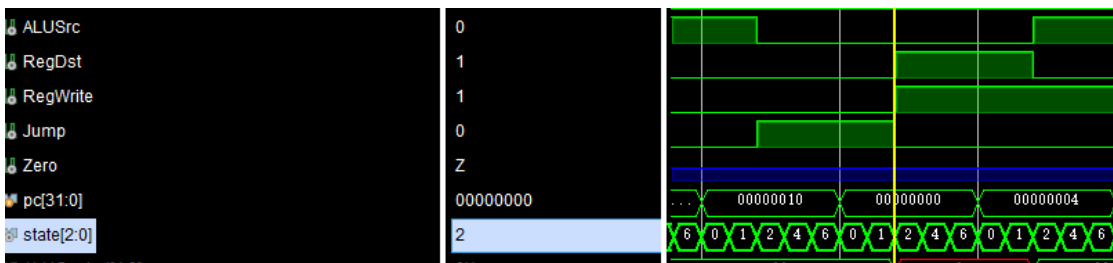 ALUSrc 0
RegDst 1
RegWrite 1
Jump 0
Zero Z
pc[31:0] 00000000 ... 00000010 00000000 00000004
state[2:0] 2 6 0 1 2 4 6 0 1 2 4 6 0 1 2 4 6